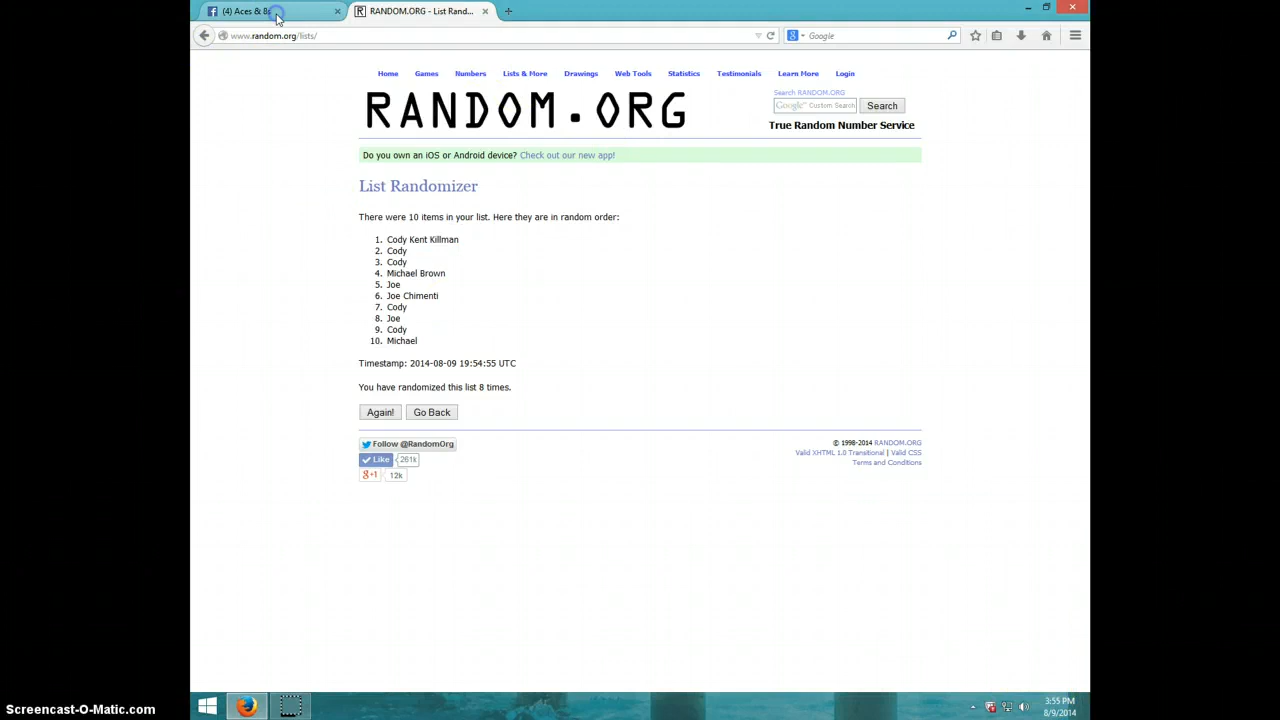 (4) Aces & 8s
RANDOM.ORG - List Rand...
www.random.org/lists/
Google
Home Games Numbers Lists & More Drawings Web Tools Statistics Testimonials Learn More Login
RANDOM.ORG
Search RANDOM.ORG
Google™ Custom Search Search
True Random Number Service
Do you own an iOS or Android device? Check out our new app!
List Randomizer
There were 10 items in your list. Here they are in random order:
1. Cody Kent Killman
2. Cody
3. Cody
4. Michael Brown
5. Joe
6. Joe Chimenti
7. Cody
8. Joe
9. Cody
10. Michael
Timestamp: 2014-08-09 19:54:55 UTC
You have randomized this list 8 times.
Again! Go Back
Follow @RandomOrg
Like 261k
g+1 12k
© 1998-2014 RANDOM.ORG
Valid XHTML 1.0 Transitional | Valid CSS
Terms and Conditions
3:55 PM
8/9/2014
Screencast-O-Matic.com